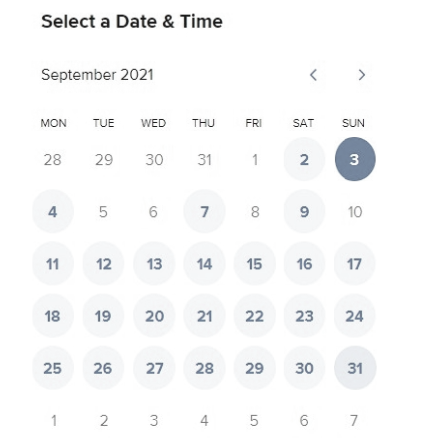 Select a Date & Time
September 2021
MON TUE WED THU FRI SAT SUN
28 29 30 31 1 2 3
4 5 6 7 8 9 10
11 12 13 14 15 16 17
18 19 20 21 22 23 24
25 26 27 28 29 30 31
1 2 3 4 5 6 7